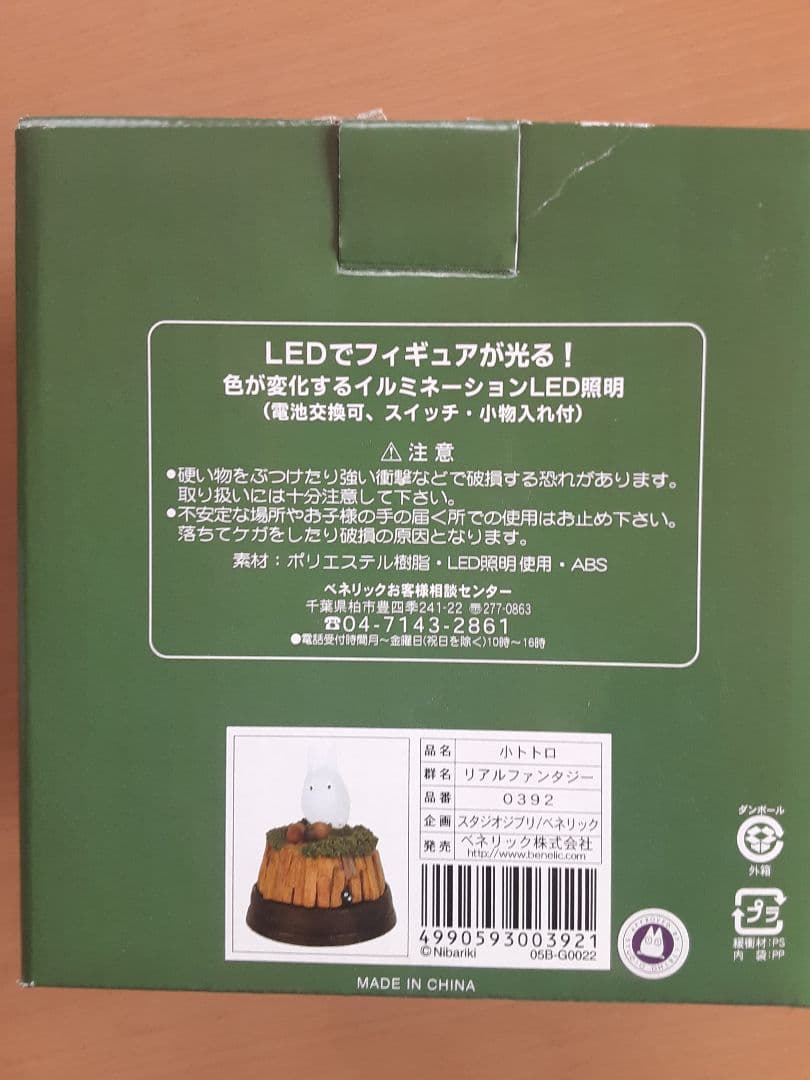 LEDでフィギュアが光る！
色が変化するイルミネーションLED照明
（電池交換可、スイッチ・小物入れ付）
⚠注意
●硬い物をぶつけたり強い衝撃などで破損する恐れがあります。
取り扱いには十分注意して下さい。
●不安定な場所やお子様の手の届く所での使用はお止め下さい。
落ちてケガをしたり破損の原因となります。
素材：ポリエステル樹脂・LED照明使用・ABS
ベネリックお客様相談センター
千葉県柏市豊四季241-22 〠277-0863
☎04-7143-2861
●電話受付時間月〜金曜日(祝日を除く)10時〜16時
品名 小トトロ
群名 リアルファンタジー
品番 0392
企画 スタジオジブリ/ベネリック
発売 ベネリック株式会社
http://www.benelic.com
4990593003921
©Nibariki 05B-G0022
ダンボール
外箱
プラ
緩衝材:PS
内 袋:PP
MADE IN CHINA